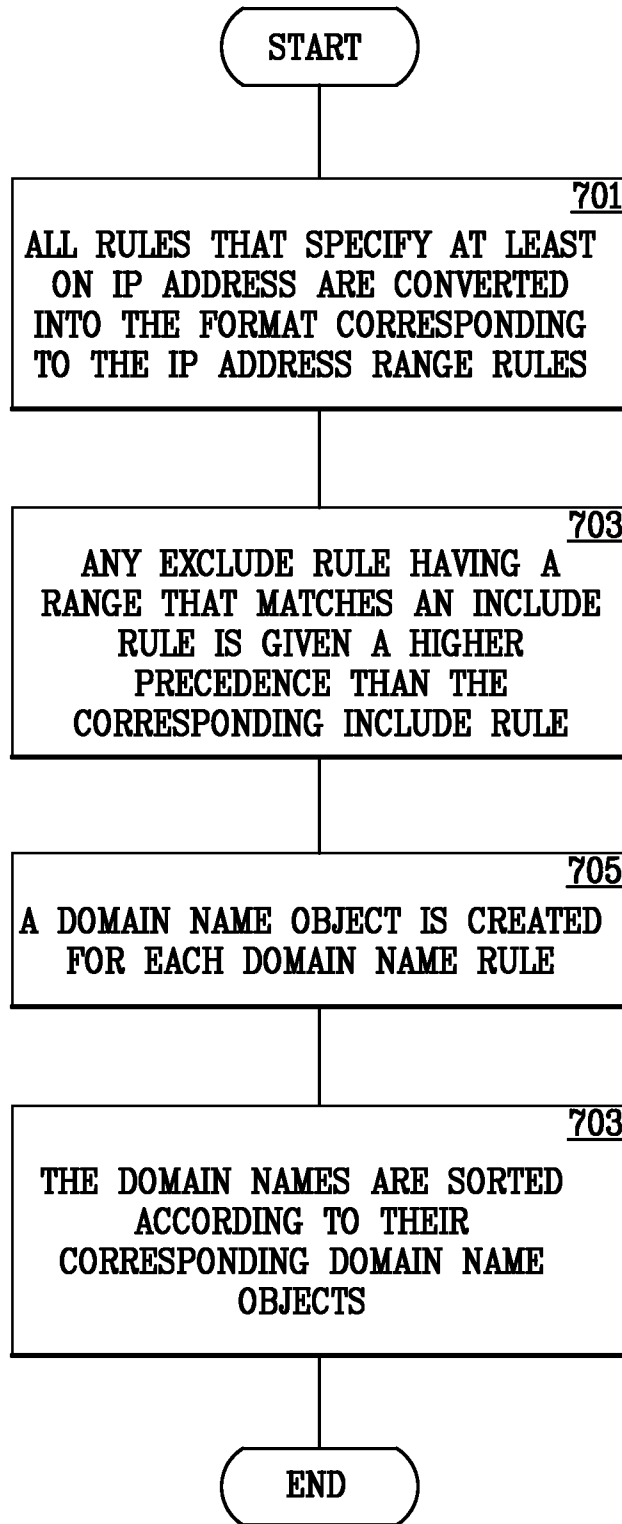 START
701
ALL RULES THAT SPECIFY AT LEAST
ON IP ADDRESS ARE CONVERTED
INTO THE FORMAT CORRESPONDING
TO THE IP ADDRESS RANGE RULES
703
ANY EXCLUDE RULE HAVING A
RANGE THAT MATCHES AN INCLUDE
RULE IS GIVEN A HIGHER
PRECEDENCE THAN THE
CORRESPONDING INCLUDE RULE
705
A DOMAIN NAME OBJECT IS CREATED
FOR EACH DOMAIN NAME RULE
703
THE DOMAIN NAMES ARE SORTED
ACCORDING TO THEIR
CORRESPONDING DOMAIN NAME
OBJECTS
END